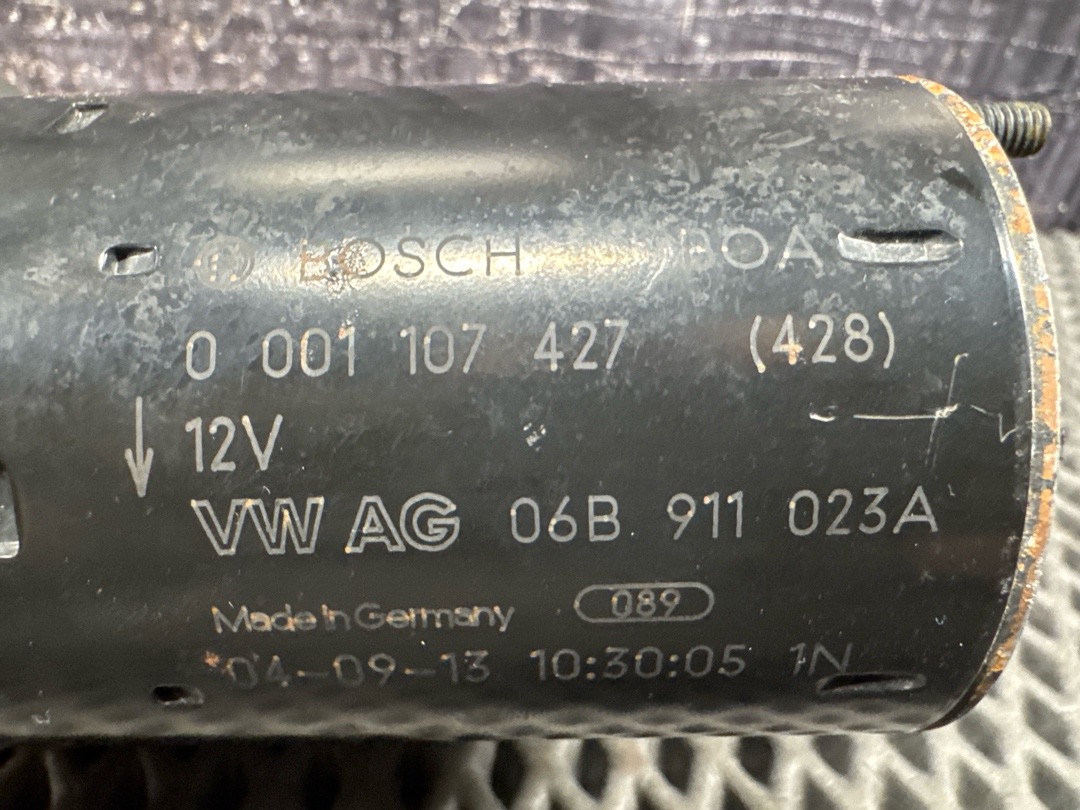 BOSCH BOA
0 001 107 427 (428)
12V
VW AG 06B 911 023A
Made in Germany 089
04-09-13 10:30:05 1N